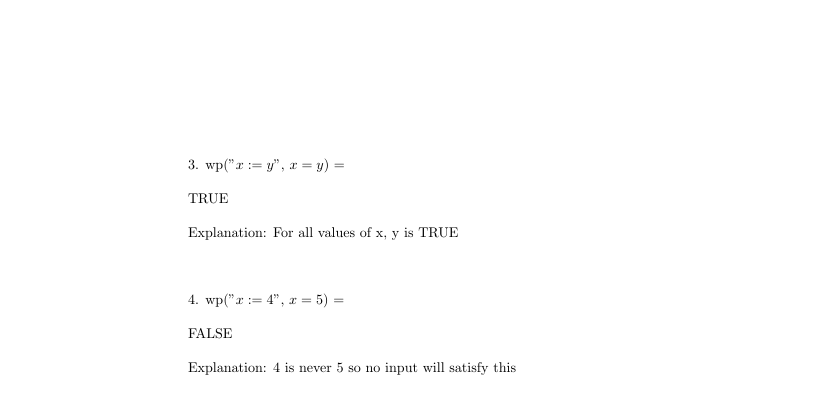 3. wp(”x := y”, x = y) =
TRUE
Explanation: For all values of x, y is TRUE
4. wp(”x := 4”, x = 5) =
FALSE
Explanation: 4 is never 5 so no input will satisfy this